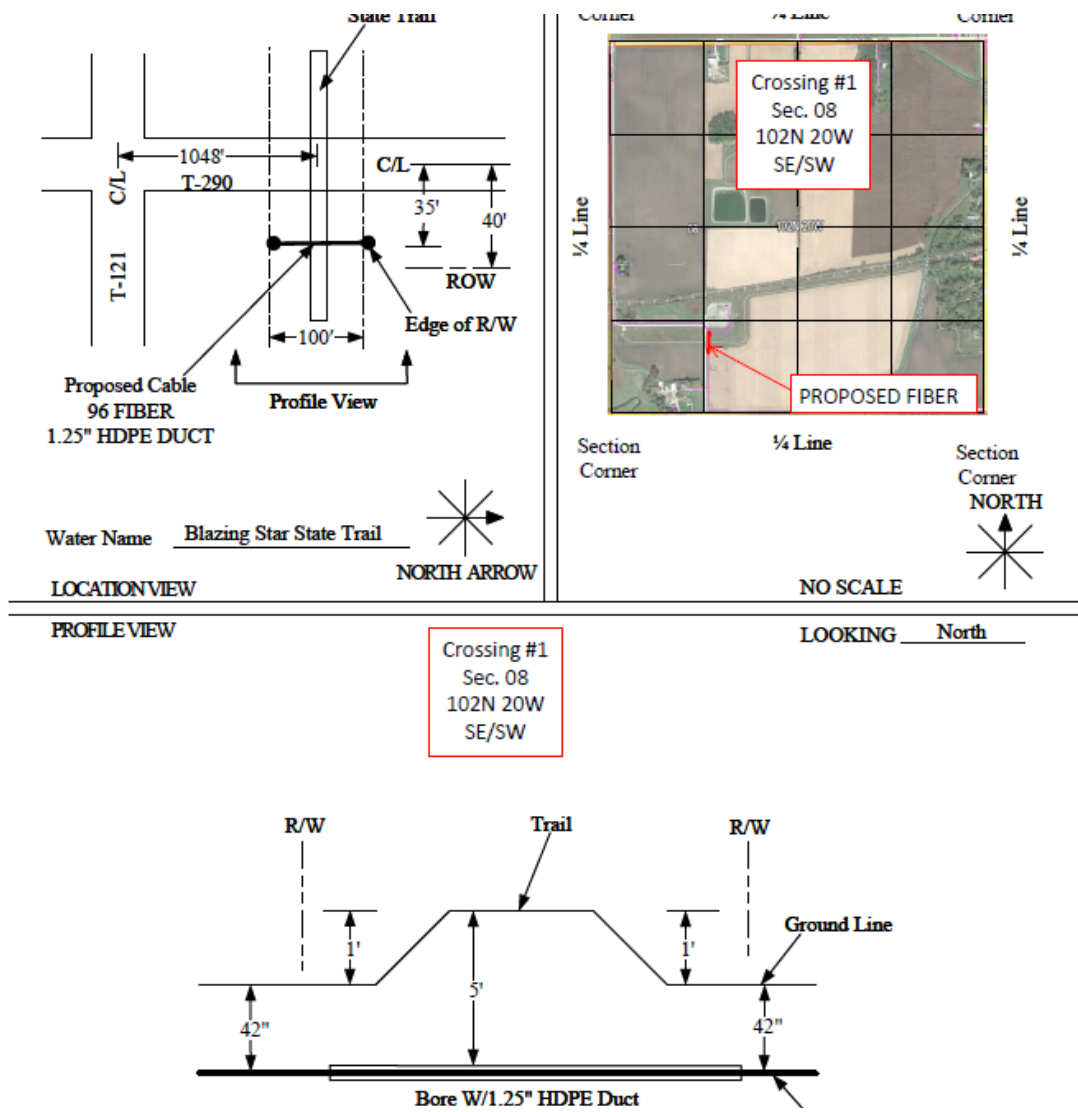 State Trail
1048'
C/L
T-290
C/L
35'
40'
T-121
ROW
Edge of R/W
100'
Proposed Cable
96 FIBER
1.25" HDPE DUCT
Profile View
Water Name Blazing Star State Trail
NORTH ARROW
LOCATION VIEW
Corner
¼ Line
Corner
Crossing #1
Sec. 08
102N 20W
SE/SW
¼ Line
102N 20W
¼ Line
PROPOSED FIBER
Section
Corner
¼ Line
Section
Corner
NORTH
NO SCALE
PROFILE VIEW
LOOKING North
Crossing #1
Sec. 08
102N 20W
SE/SW
R/W
Trail
R/W
1'
1'
Ground Line
5'
42"
42"
Bore W/1.25" HDPE Duct